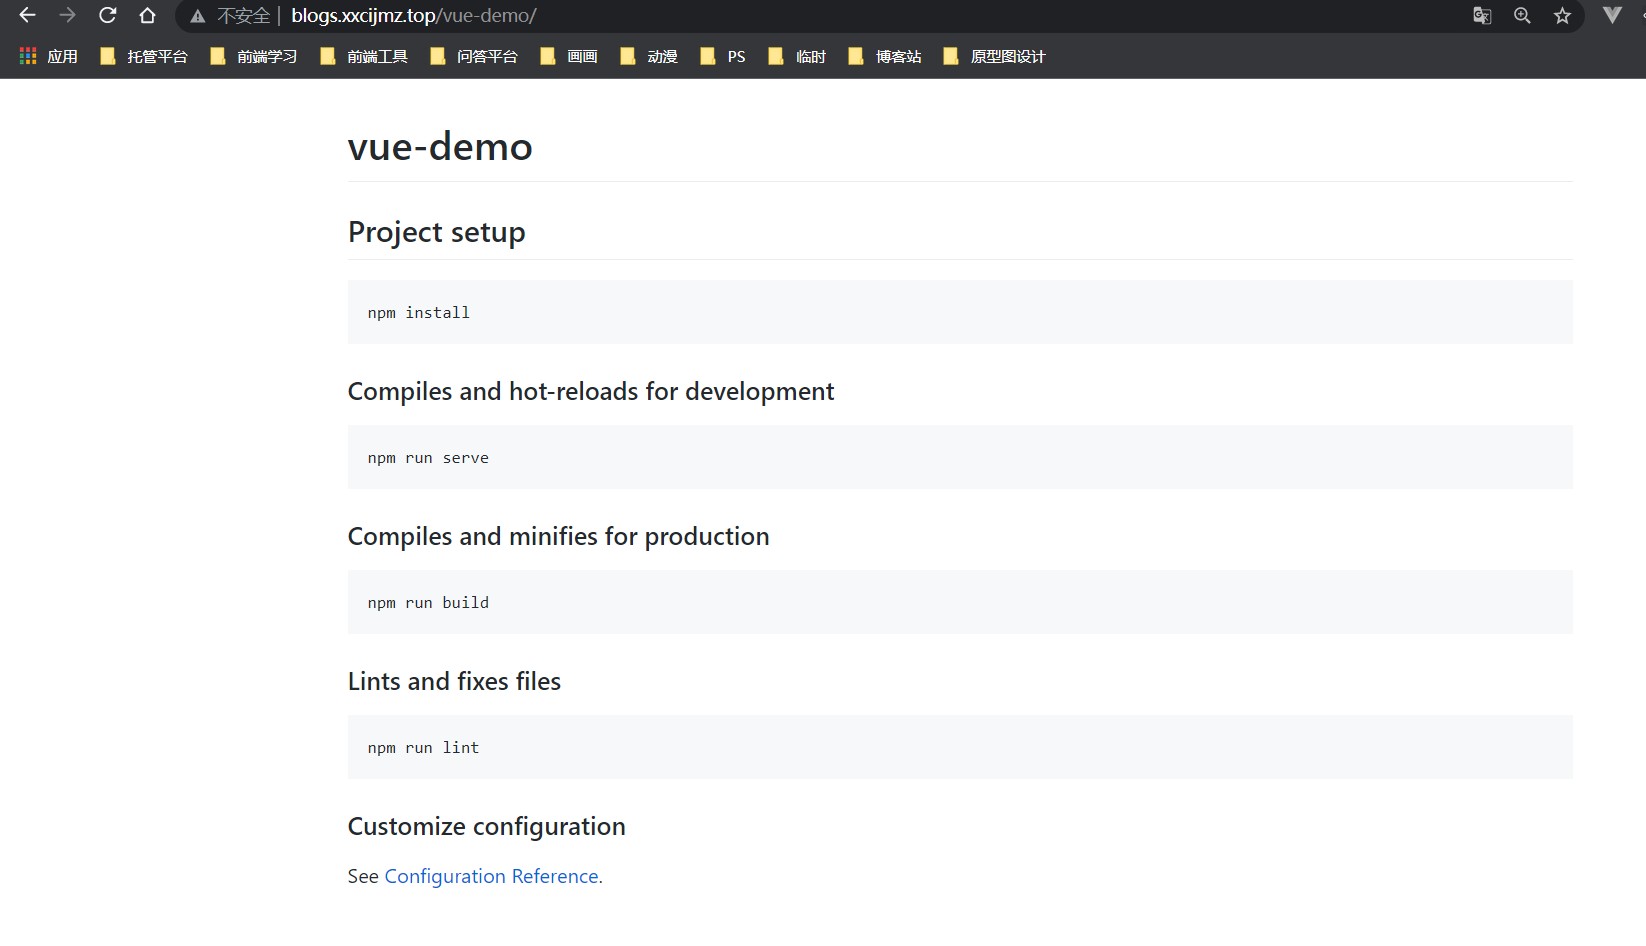 不安全 | blogs.xxcijmz.top/vue-demo/
应用 托管平台 前端学习 前端工具 问答平台 画画 动漫 PS 临时 博客站 原型图设计
vue-demo
Project setup
npm install
Compiles and hot-reloads for development
npm run serve
Compiles and minifies for production
npm run build
Lints and fixes files
npm run lint
Customize configuration
See Configuration Reference.